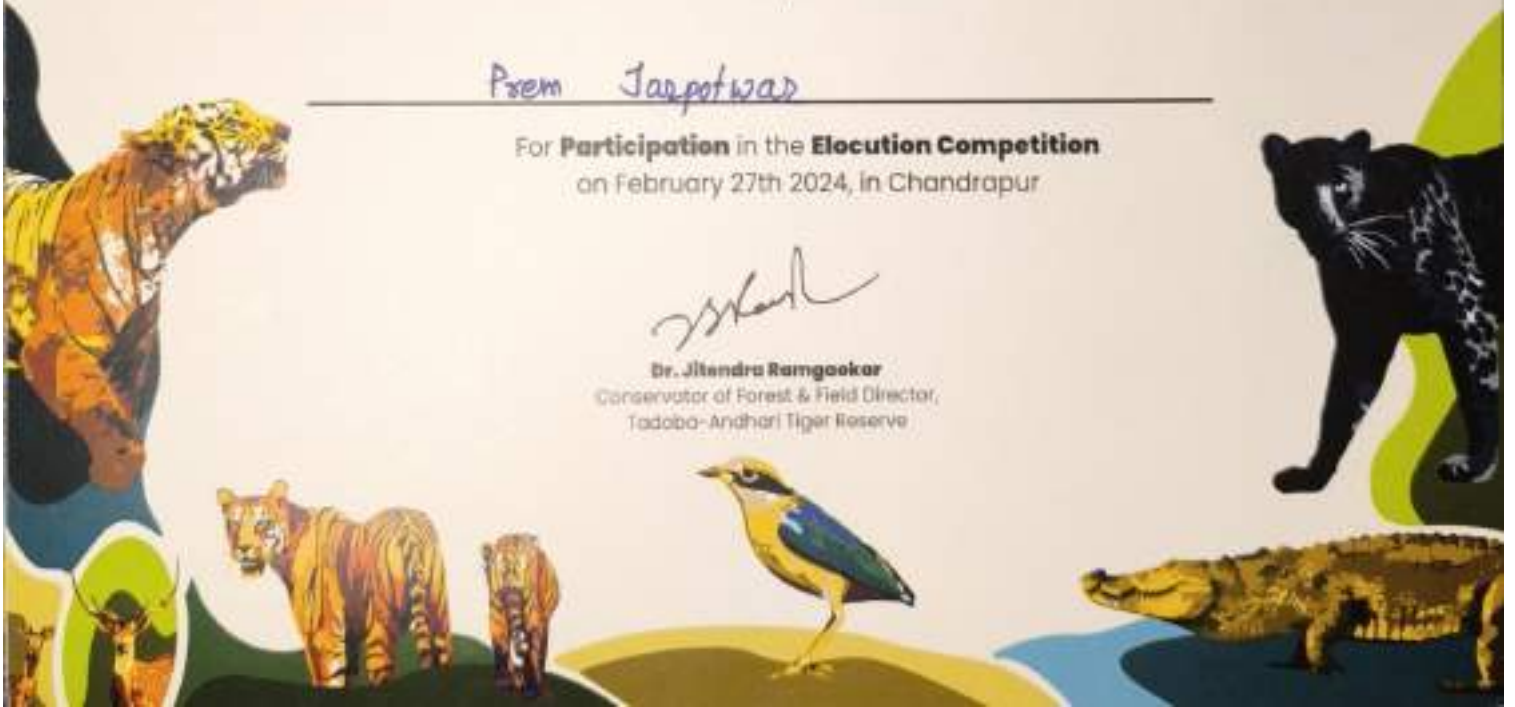 Prem Jaspotwar
For Participation in the Elocution Competition
on February 27th 2024, in Chandrapur
Dr. Jitendra Ramgaokar
Conservator of Forest & Field Director,
Tadoba-Andhari Tiger Reserve